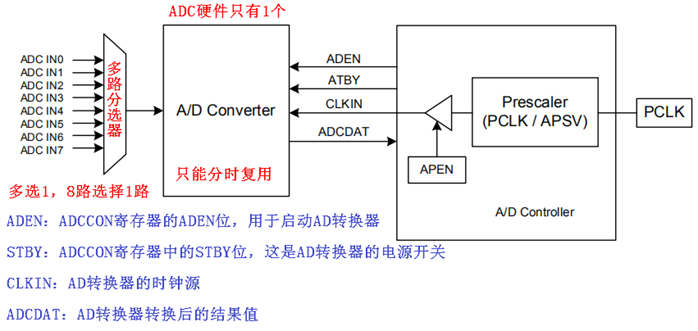 ADC硬件只有1个
ADC IN0
ADC IN1
ADC IN2
ADC IN3
ADC IN4
ADC IN5
ADC IN6
ADC IN7
多路分选器
A/D Converter
只能分时复用
ADEN
ATBY
CLKIN
ADCDAT
APEN
Prescaler
(PCLK / APSV)
PCLK
A/D Controller
多选1，8路选择1路
ADEN：ADCCON寄存器的ADEN位，用于启动AD转换器
STBY：ADCCON寄存器中的STBY位，这是AD转换器的电源开关
CLKIN：AD转换器的时钟源
ADCDAT：AD转换器转换后的结果值